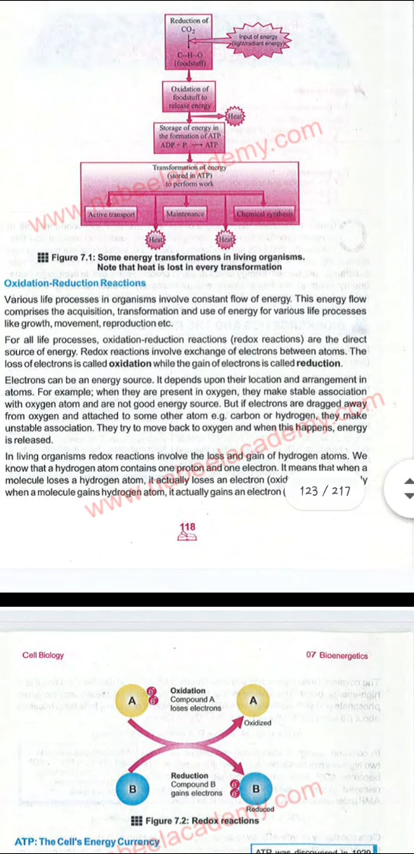 Reduction of
CO2
Input of energy
(light/radiant energy)
C–H–O
(foodstuff)
Oxidation of
foodstuff to
release energy
Heat
Storage of energy in
the formation of ATP
ADP + Pi → ATP
Transformation of energy
(stored in ATP)
to perform work
Active transport
Maintenance
Chemical synthesis
Heat
Heat
www.nabeelacademy.com
Figure 7.1: Some energy transformations in living organisms.
Note that heat is lost in every transformation
Oxidation-Reduction Reactions
Various life processes in organisms involve constant flow of energy. This energy flow
comprises the acquisition, transformation and use of energy for various life processes
like growth, movement, reproduction etc.
For all life processes, oxidation-reduction reactions (redox reactions) are the direct
source of energy. Redox reactions involve exchange of electrons between atoms. The
loss of electrons is called oxidation while the gain of electrons is called reduction.
Electrons can be an energy source. It depends upon their location and arrangement in
atoms. For example; when they are present in oxygen, they make stable association
with oxygen atom and are not good energy source. But if electrons are dragged away
from oxygen and attached to some other atom e.g. carbon or hydrogen, they make
unstable association. They try to move back to oxygen and when this happens, energy
is released.
In living organisms redox reactions involve the loss and gain of hydrogen atoms. We
know that a hydrogen atom contains one proton and one electron. It means that when a
molecule loses a hydrogen atom, it actually loses an electron (oxid y
when a molecule gains hydrogen atom, it actually gains an electron (
www.nabeelacademy.com
123 / 217
118
Cell Biology
07 Bioenergetics
A
e-
e-
Oxidation
Compound A
loses electrons
A
Oxidized
B
Reduction
Compound B
gains electrons
e-
e-
B
Reduced
Figure 7.2: Redox reactions
ATP: The Cell's Energy Currency
ATP was discovered in 1929